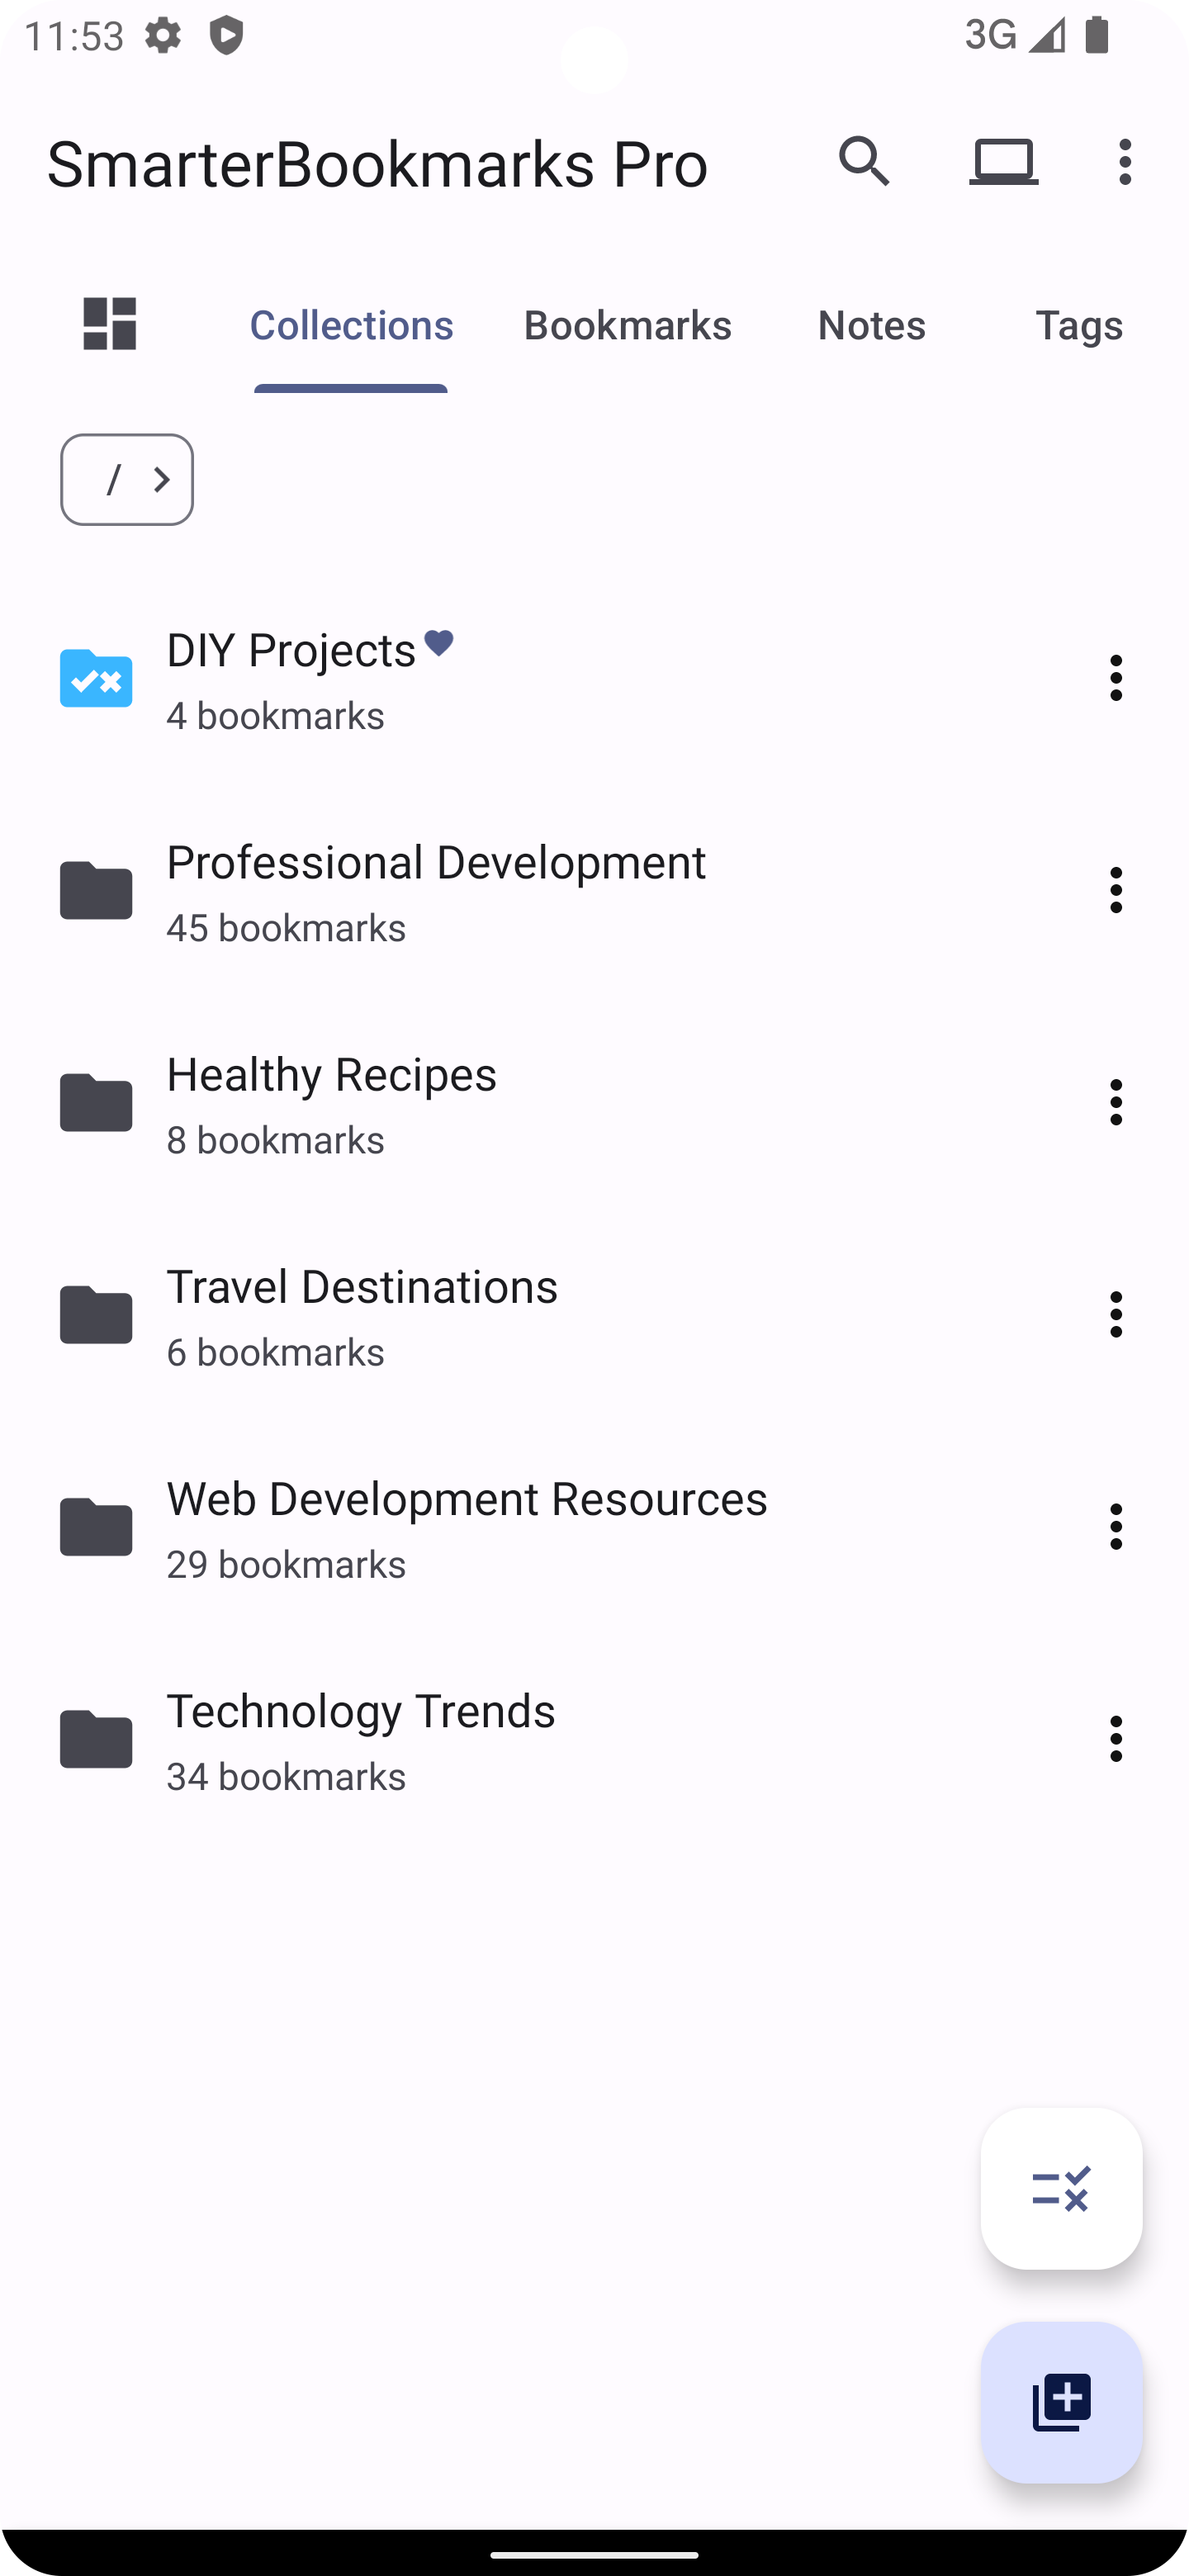 11:53
3G
SmarterBookmarks Pro
Collections
Bookmarks
Notes
Tags
/
DIY Projects
4 bookmarks
Professional Development
45 bookmarks
Healthy Recipes
8 bookmarks
Travel Destinations
6 bookmarks
Web Development Resources
29 bookmarks
Technology Trends
34 bookmarks